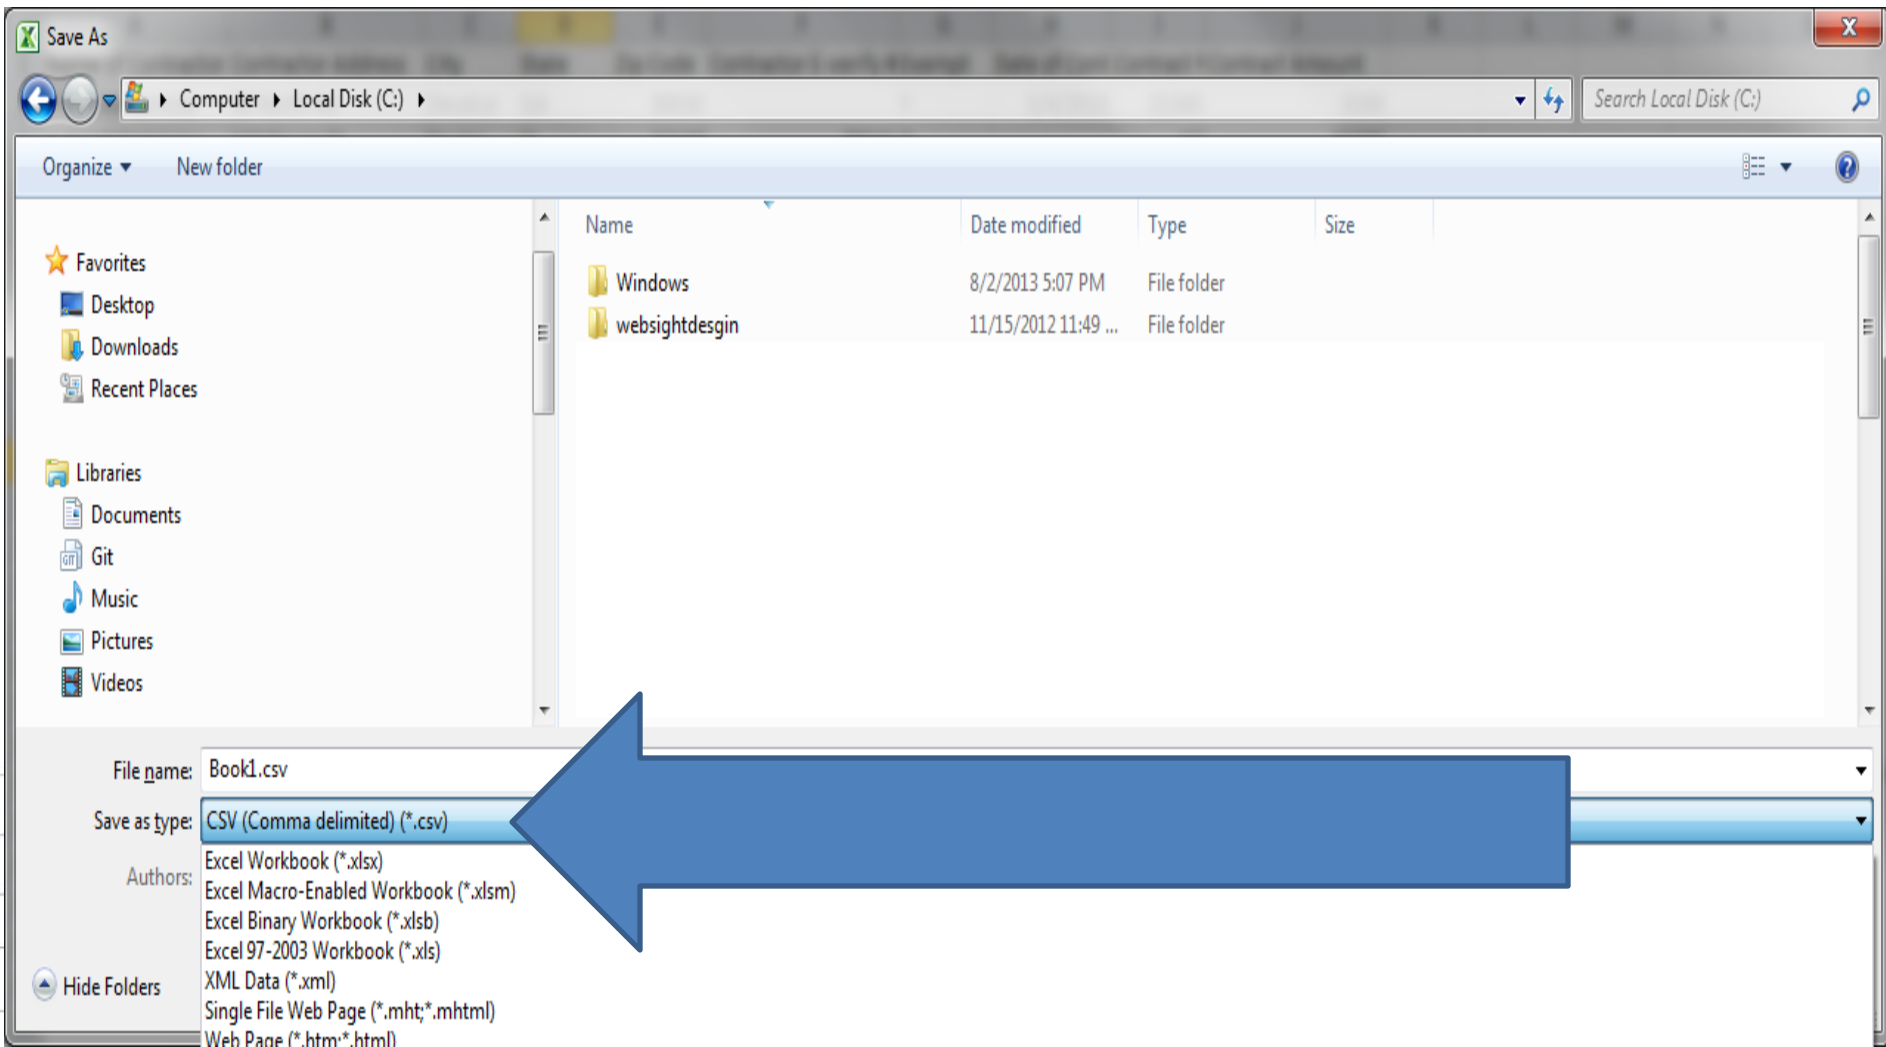 Save As
Computer Local Disk (C:)
Search Local Disk (C:)
Organize New folder
Name Date modified Type Size
Favorites
Windows 8/2/2013 5:07 PM File folder
Desktop
websightdesgin 11/15/2012 11:49 ... File folder
Downloads
Recent Places
Libraries
Documents
Git
Music
Pictures
Videos
File name: Book1.csv
Save as type: CSV (Comma delimited) (*.csv)
Excel Workbook (*.xlsx)
Authors:
Excel Macro-Enabled Workbook (*.xlsm)
Excel Binary Workbook (*.xlsb)
Excel 97-2003 Workbook (*.xls)
XML Data (*.xml)
Hide Folders
Single File Web Page (*.mht;*.mhtml)
Web Page (*.htm;*.html)